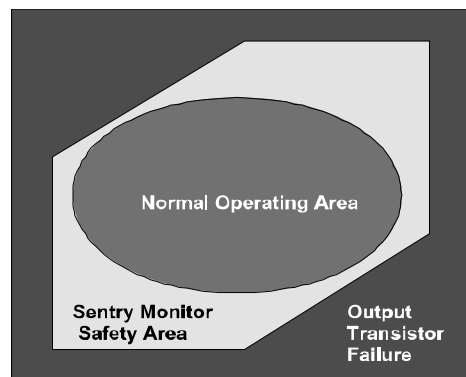 Normal Operating Area
Sentry Monitor
Safety Area
Output
Transistor
Failure